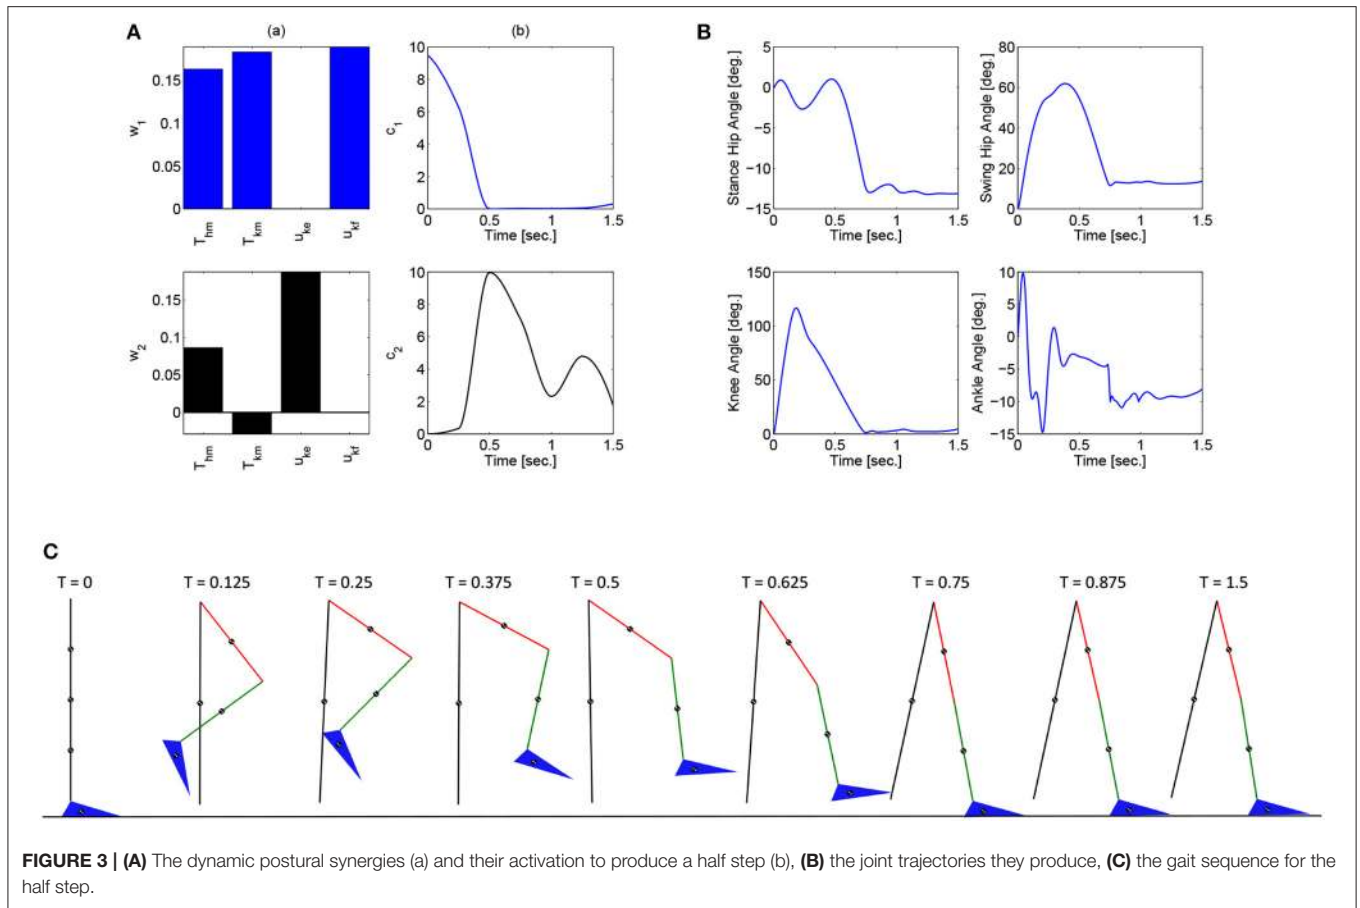 A
(a)
(b)
B
0.15
0.1
0.05
0
w1
Thm
Tkm
uke
ukf
10
8
6
4
2
0
c1
0
0.5
1
1.5
Time [sec.]
5
0
−5
−10
−15
Stance Hip Angle [deg.]
0
0.5
1
1.5
Time [sec.]
80
60
40
20
0
Swing Hip Angle [deg.]
0
0.5
1
1.5
Time [sec.]
0.15
0.1
0.05
0
w2
Thm
Tkm
uke
ukf
10
8
6
4
2
0
c2
0
0.5
1
1.5
Time [sec.]
150
100
50
0
Knee Angle [deg.]
0
0.5
1
1.5
Time [sec.]
10
5
0
−5
−10
−15
Ankle Angle [deg.]
0
0.5
1
1.5
Time [sec.]
C
T = 0
T = 0.125
T = 0.25
T = 0.375
T = 0.5
T = 0.625
T = 0.75
T = 0.875
T = 1.5
FIGURE 3 | (A) The dynamic postural synergies (a) and their activation to produce a half step (b), (B) the joint trajectories they produce, (C) the gait sequence for the
half step.